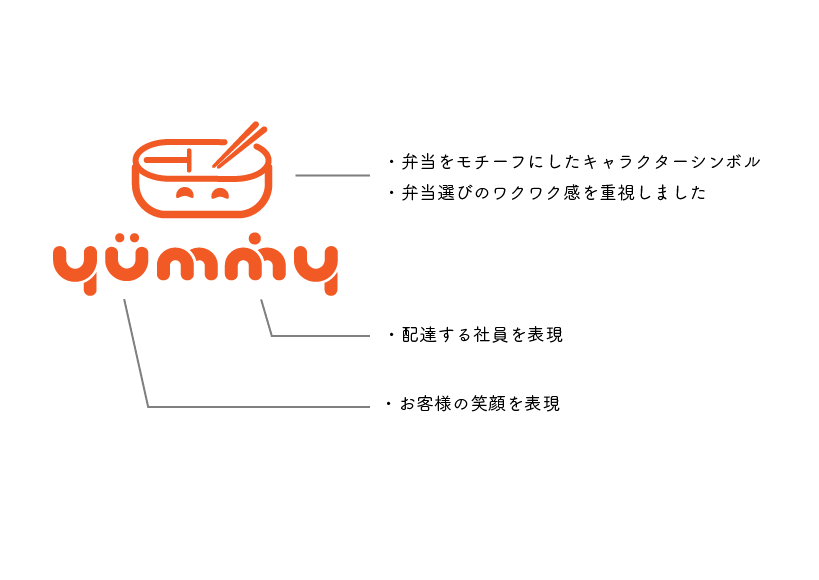 ・弁当をモチーフにしたキャラクターシンボル
・弁当選びのワクワク感を重視しました
yümmy
・配達する社員を表現
・お客様の笑顔を表現